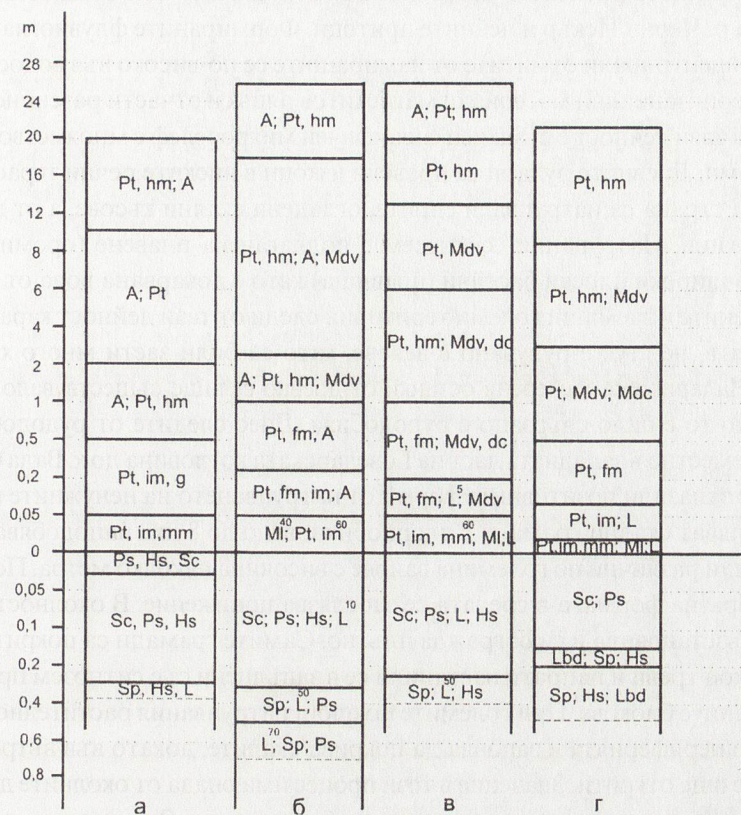 m
28
24
20
16
12
8
6
4
2
1
0,5
0,2
0,05
0
0,05
0,1
0,2
0,4
0,6
0,8
Pt, hm; A
A; Pt
A; Pt, hm
Pt, im, g
Pt, im,mm
Ps, Hs, Sc
Sc, Ps, Hs
Sp, Hs, L
а
A; Pt, hm
Pt, hm; A; Mdv
A; Pt, hm; Mdv
Pt, fm; A
Pt, fm, im; A
Ml;⁴⁰ Pt, im⁶⁰
Sc; Ps; Hs; L¹⁰
Sp; L;⁵⁰ Ps
L;⁷⁰ Sp; Ps
б
A; Pt; hm
Pt, hm
Pt, Mdv
Pt, hm; Mdv, dc
Pt, fm; Mdv, dc
Pt, fm; L;⁵ Mdv
Pt, im, mm;⁶⁰ Ml;L
Sc; Ps; L; Hs
Sp; L;⁵⁰ Hs
в
Pt, hm
Pt, hm; Mdv
Pt; Mdv; Mdc
Pt, fm
Pt, im; L
Pt,im,mm; Ml;L
Sc; Ps
Lbd; Sp; Hs
Sp; Hs; Lbd
г